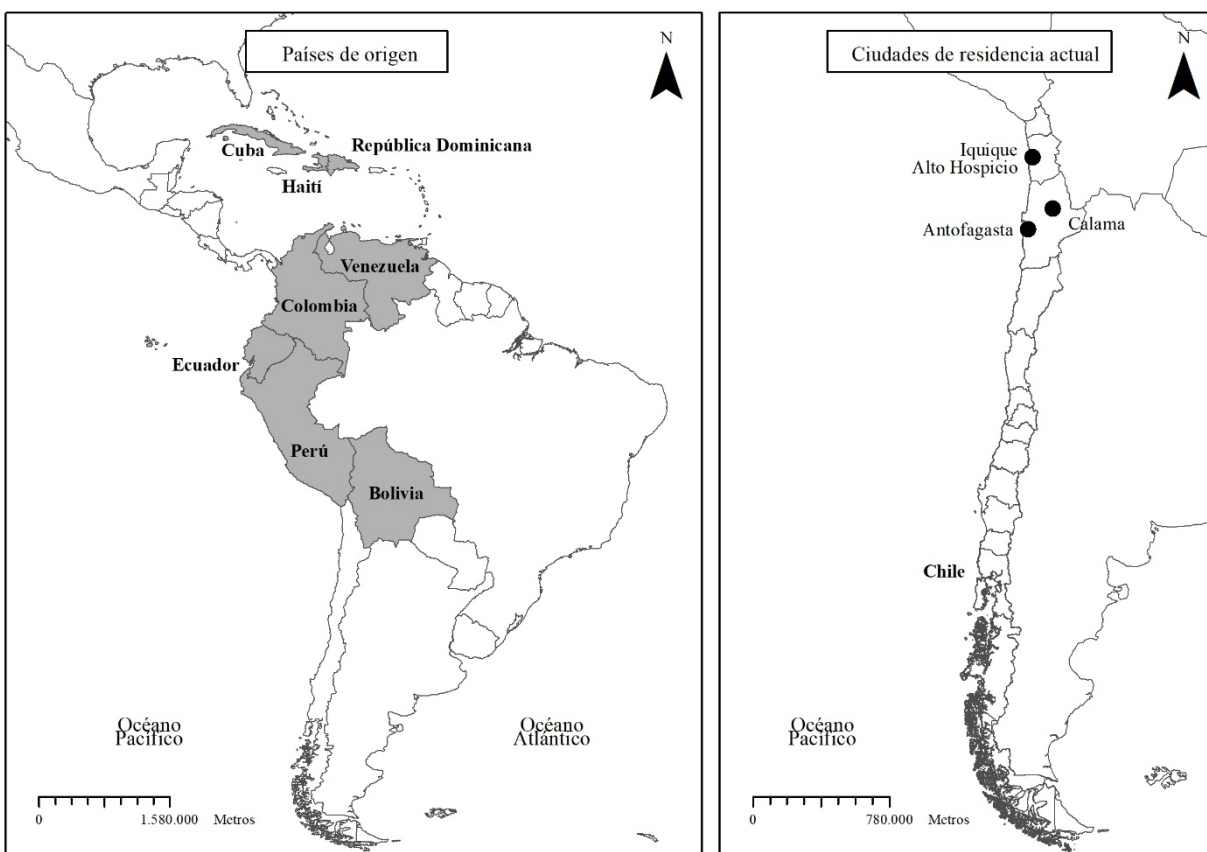 Países de origen
N
Cuba
República Dominicana
Haití
Venezuela
Colombia
Ecuador
Perú
Bolivia
Océano
Pacífico
Océano
Atlántico
0
1.580.000
Metros
Ciudades de residencia actual
N
Iquique
Alto Hospicio
Calama
Antofagasta
Chile
Océano
Pacífico
0
780.000
Metros